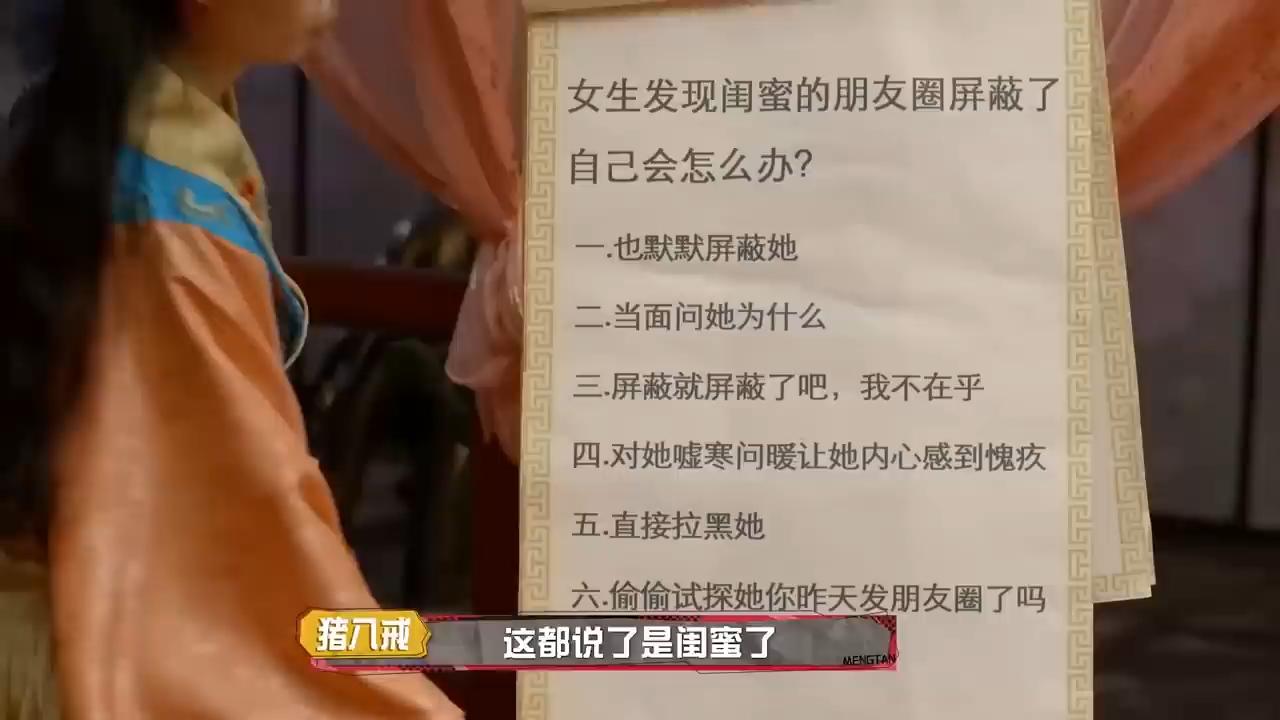 女生发现闺蜜的朋友圈屏蔽了
自己会怎么办?
一.也默默屏蔽她
二.当面问她为什么
三.屏蔽就屏蔽了吧，我不在乎
四.对她嘘寒问暖让她内心感到愧疚
五.直接拉黑她
六.偷偷试探她你昨天发朋友圈了吗
猪八戒
这都说了是闺蜜了
MENGTAN